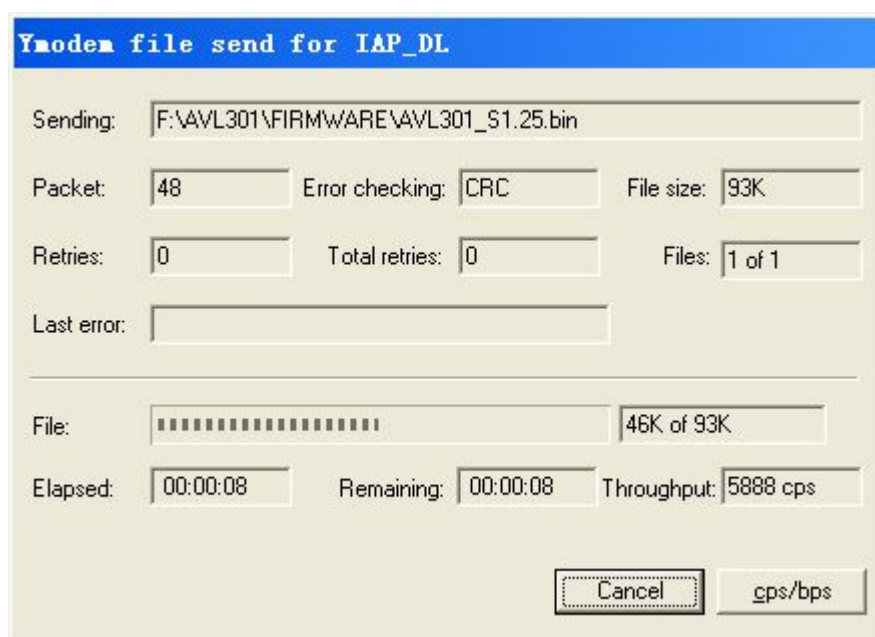 Ymodem file send for IAP_DL
Sending: F:\AVL301\FIRMWARE\AVL301_S1.25.bin
Packet: 48 Error checking: CRC File size: 93K
Retries: 0 Total retries: 0 Files: 1 of 1
Last error:
File: 46K of 93K
Elapsed: 00:00:08 Remaining: 00:00:08 Throughput: 5888 cps
Cancel cps/bps